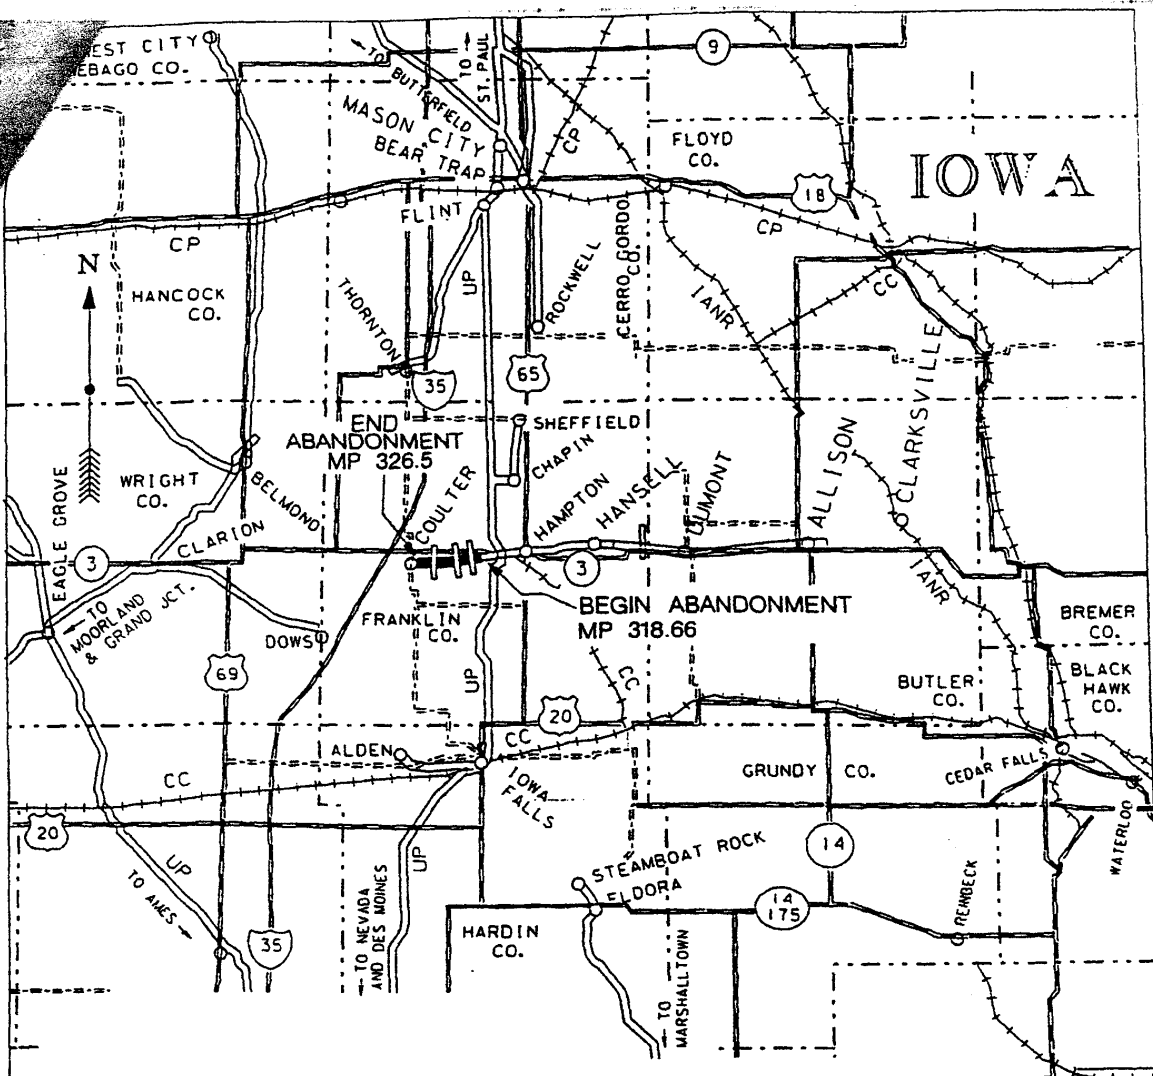 EST CITY
EBAGO CO.
TO
BUTTERFIELD
TO
ST. PAUL
9
MASON CITY
BEAR TRAP
CP
FLOYD
CO.
IOWA
18
FLINT
CP
CP
N
HANCOCK
CO.
THORNTON
UP
ROCKWELL
CERRO GORDO
CO.
IANR
CC
35
65
CLARKSVILLE
END
ABANDONMENT
MP 326.5
SHEFFIELD
CHAPIN
WRIGHT
CO.
BELMOND
COULTER
HAMPTON
HANSELL
DUMONT
ALLISON
EAGLE GROVE
CLARION
3
3
IANR
TO
MOORLAND
& GRAND JCT.
DOWS
FRANKLIN
CO.
BEGIN ABANDONMENT
MP 318.66
BREMER
CO.
69
UP
CC
BUTLER
CO.
BLACK
HAWK
CO.
20
ALDEN
CC
CC
IOWA
FALLS
GRUNDY CO.
CEDAR FALLS
WATERLOO
20
UP
UP
STEAMBOAT ROCK
ELDORA
14
TO AMES
35
TO NEVADA
AND DES MOINES
HARDIN
CO.
14
175
REINBECK
TO
MARSHALLTOWN